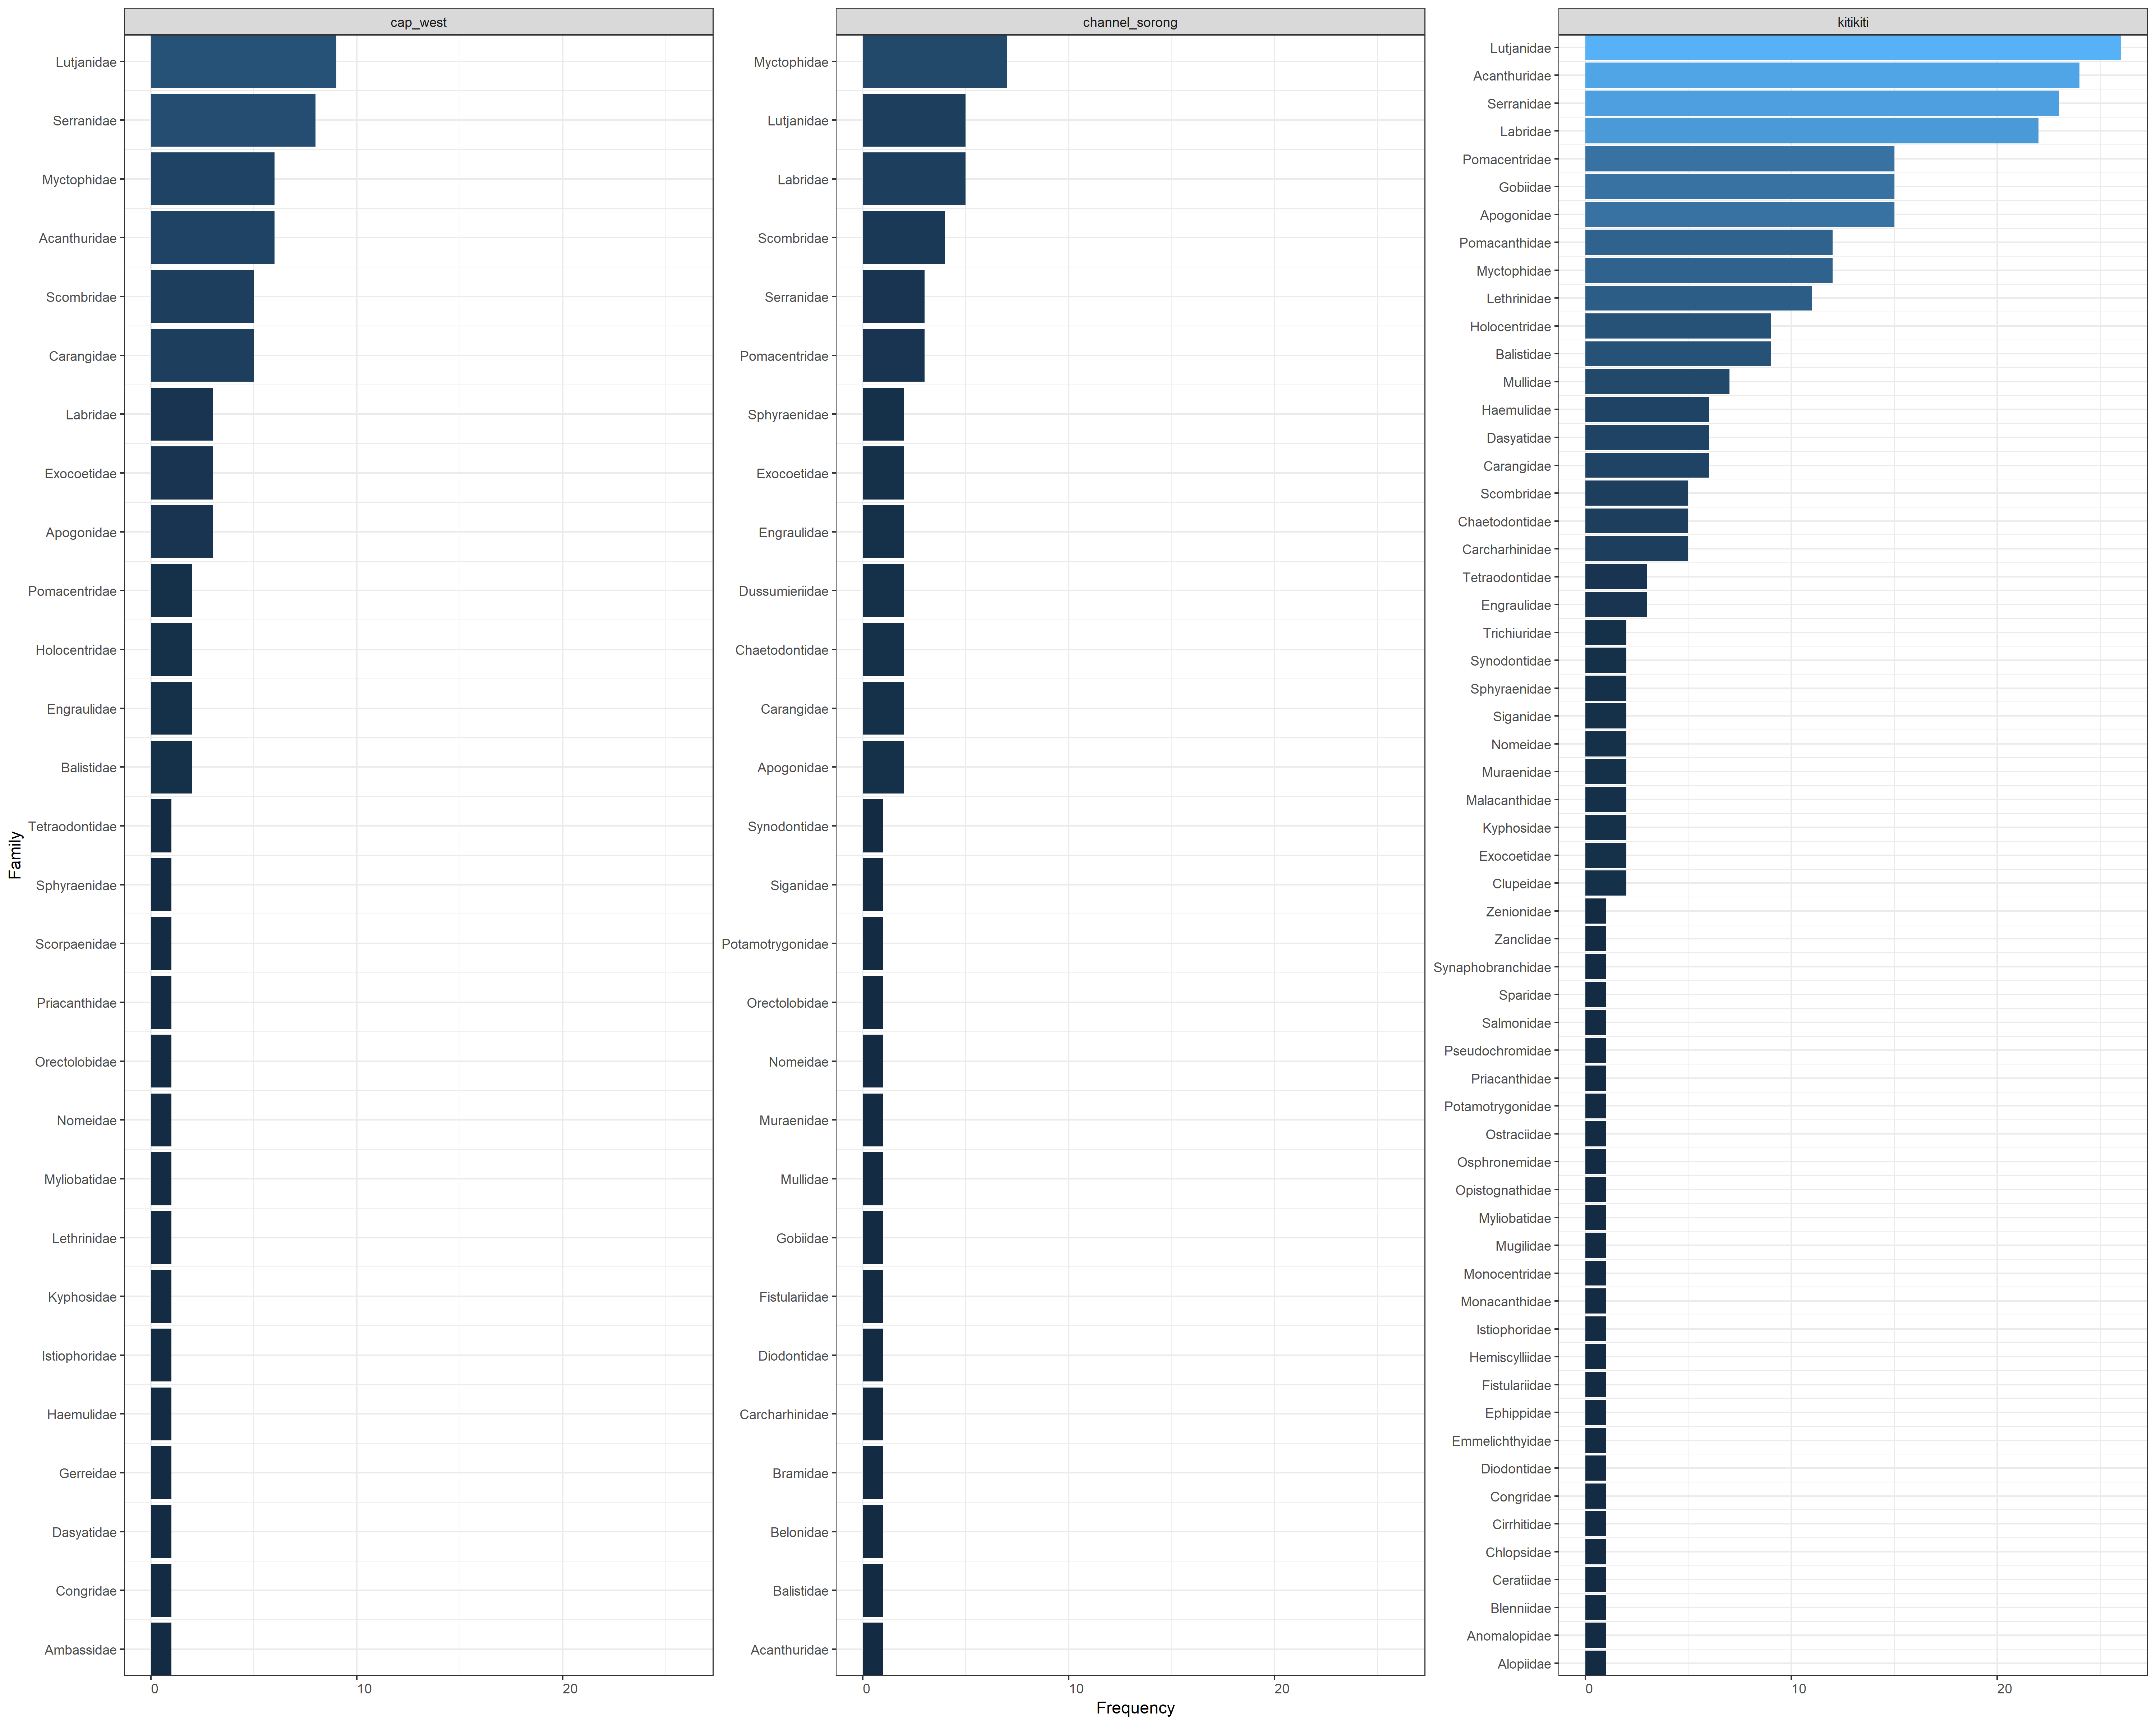 cap_west
channel_sorong
kitikiti
Family
Lutjanidae
Serranidae
Myctophidae
Acanthuridae
Scombridae
Carangidae
Labridae
Exocoetidae
Apogonidae
Pomacentridae
Holocentridae
Engraulidae
Balistidae
Tetraodontidae
Sphyraenidae
Scorpaenidae
Priacanthidae
Orectolobidae
Nomeidae
Myliobatidae
Lethrinidae
Kyphosidae
Istiophoridae
Haemulidae
Gerreidae
Dasyatidae
Congridae
Ambassidae
0 10 20
Myctophidae
Lutjanidae
Labridae
Scombridae
Serranidae
Pomacentridae
Sphyraenidae
Exocoetidae
Engraulidae
Dussumieriidae
Chaetodontidae
Carangidae
Apogonidae
Synodontidae
Siganidae
Potamotrygonidae
Orectolobidae
Nomeidae
Muraenidae
Mullidae
Gobiidae
Fistulariidae
Diodontidae
Carcharhinidae
Bramidae
Belonidae
Balistidae
Acanthuridae
0 10 20
Lutjanidae
Acanthuridae
Serranidae
Labridae
Pomacentridae
Gobiidae
Apogonidae
Pomacanthidae
Myctophidae
Lethrinidae
Holocentridae
Balistidae
Mullidae
Haemulidae
Dasyatidae
Carangidae
Scombridae
Chaetodontidae
Carcharhinidae
Tetraodontidae
Engraulidae
Trichiuridae
Synodontidae
Sphyraenidae
Siganidae
Nomeidae
Muraenidae
Malacanthidae
Kyphosidae
Exocoetidae
Clupeidae
Zenionidae
Zanclidae
Synaphobranchidae
Sparidae
Salmonidae
Pseudochromidae
Priacanthidae
Potamotrygonidae
Ostraciidae
Osphronemidae
Opistognathidae
Myliobatidae
Mugilidae
Monocentridae
Monacanthidae
Istiophoridae
Hemiscylliidae
Fistulariidae
Ephippidae
Emmelichthyidae
Diodontidae
Congridae
Cirrhitidae
Chlopsidae
Ceratiidae
Blenniidae
Anomalopidae
Alopiidae
0 10 20
Frequency